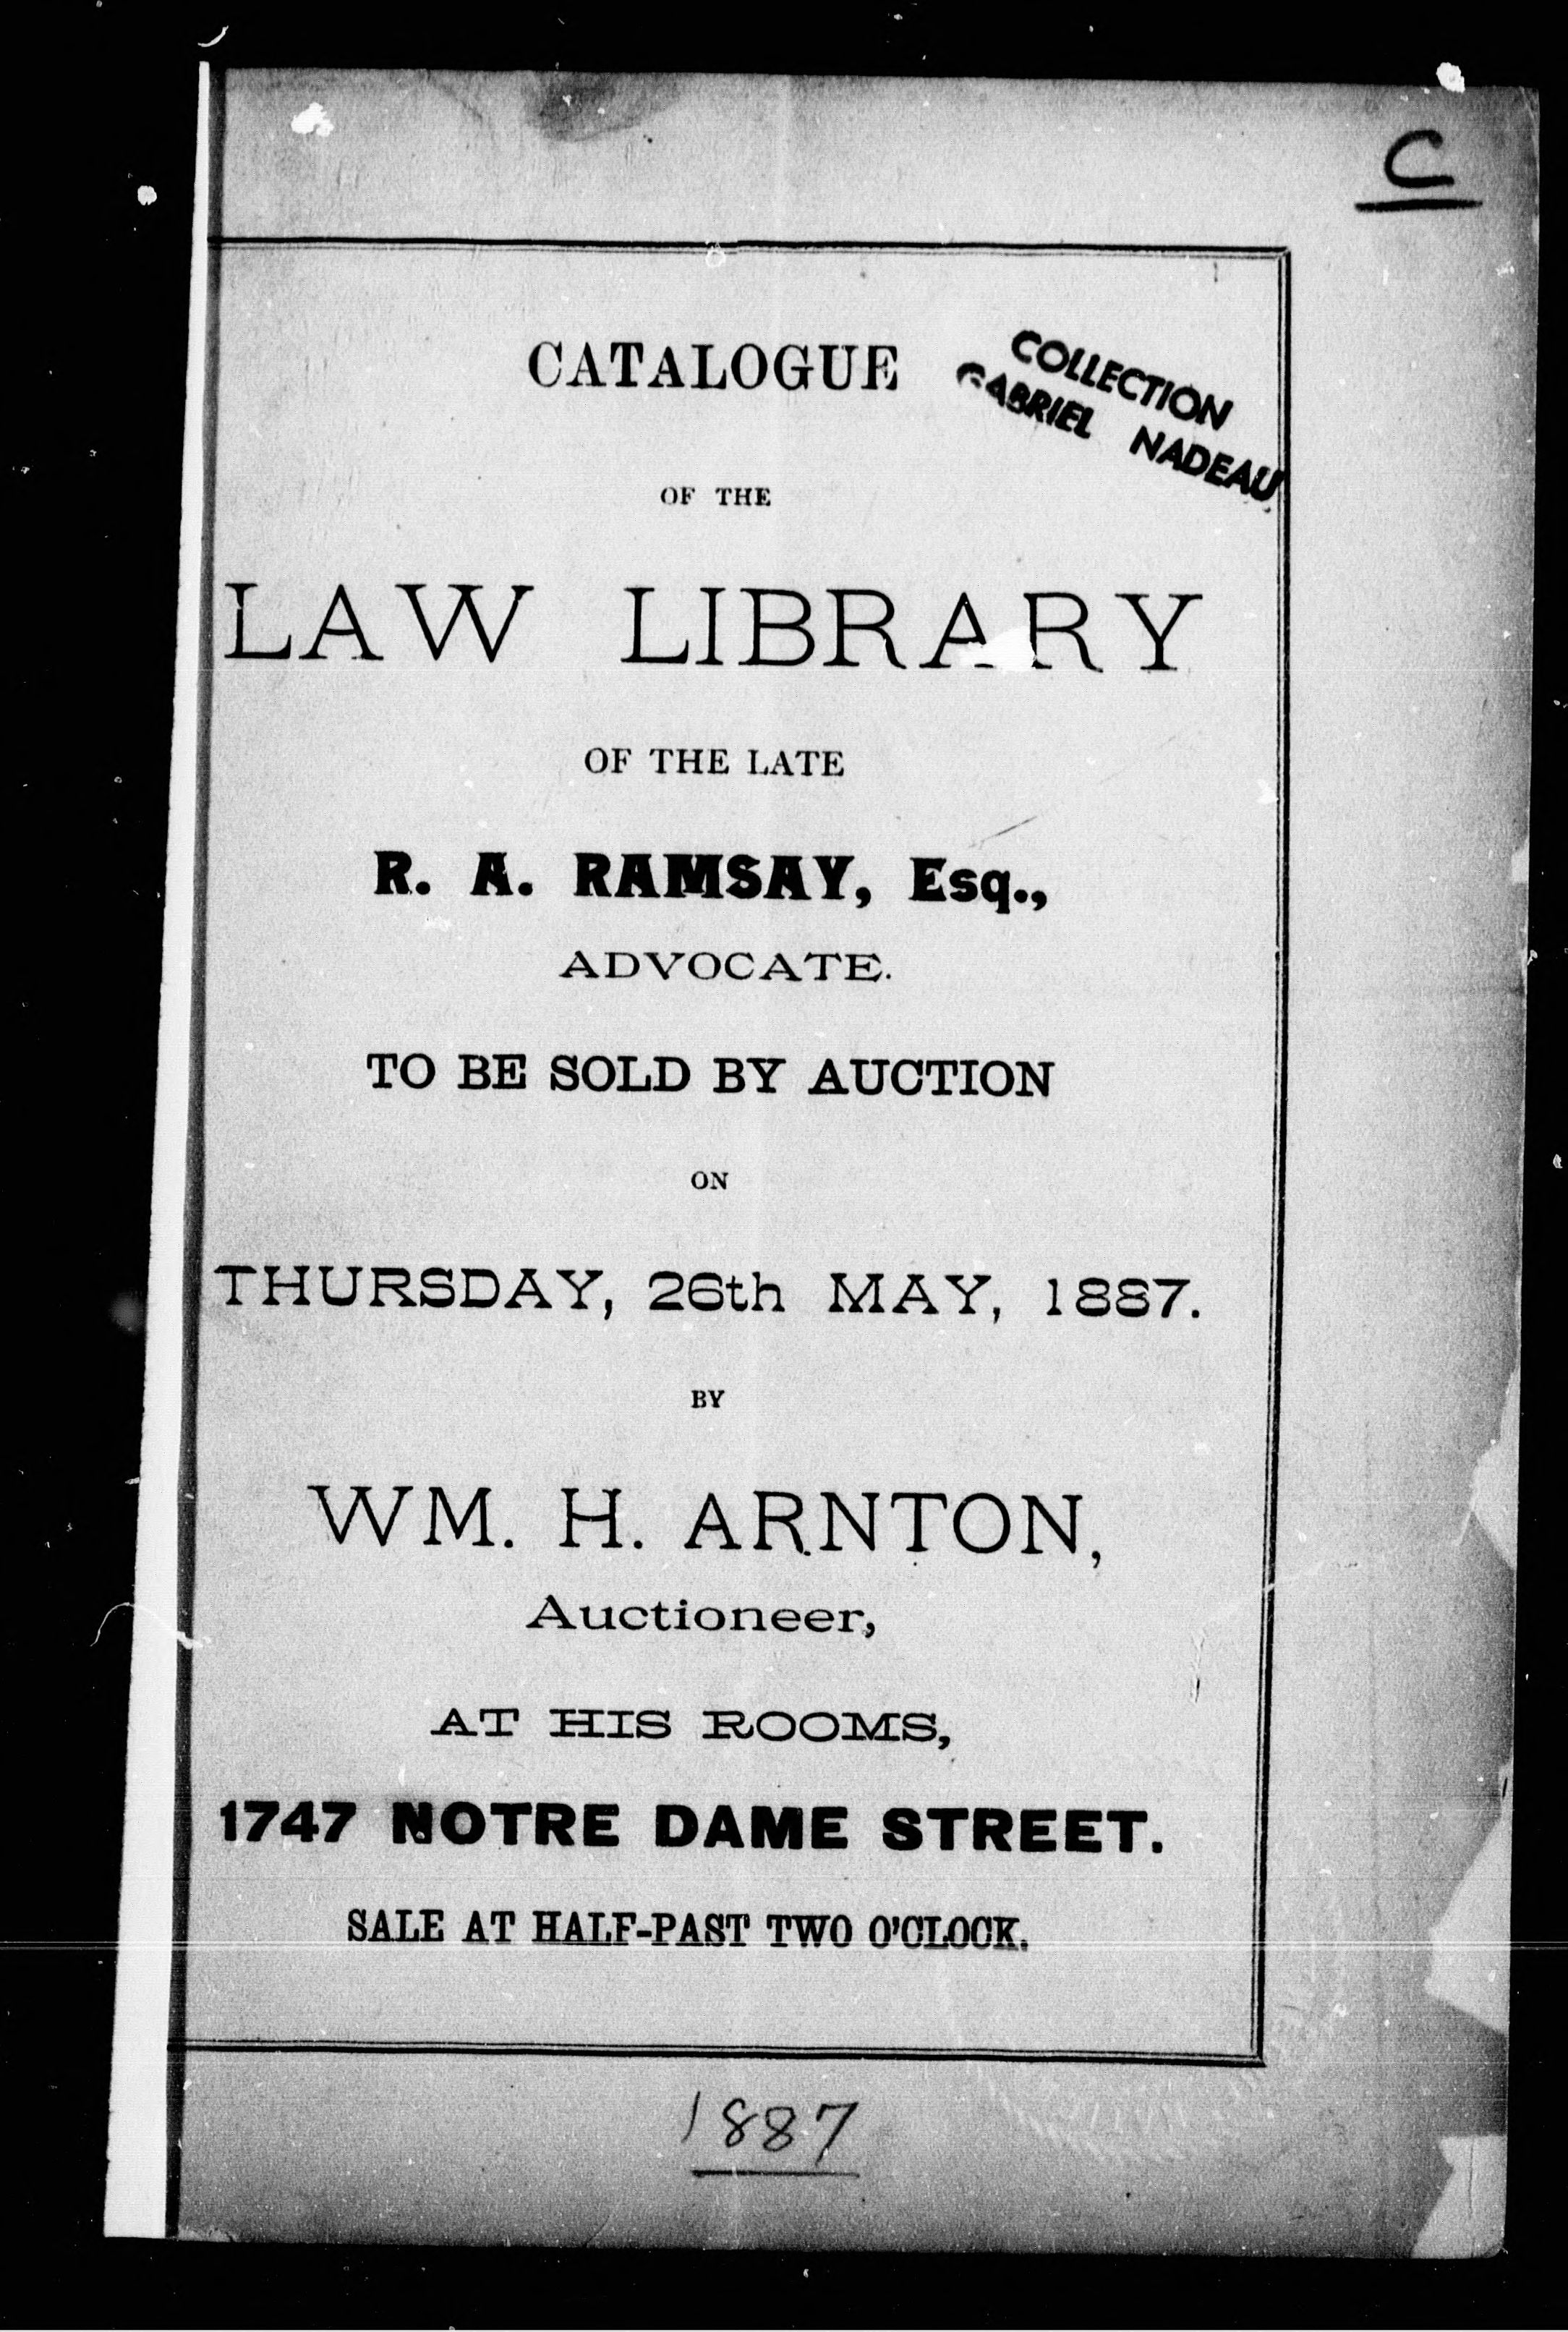 C
CATALOGUE
COLLECTION
GABRIEL NADEAU
OF THE
LAW LIBRARY
OF THE LATE
R. A. RAMSAY, Esq.,
ADVOCATE.
TO BE SOLD BY AUCTION
ON
THURSDAY, 26th MAY, 1887.
BY
WM. H. ARNTON,
Auctioneer,
AT HIS ROOMS,
1747 NOTRE DAME STREET.
SALE AT HALF-PAST TWO O'CLOCK.
1887